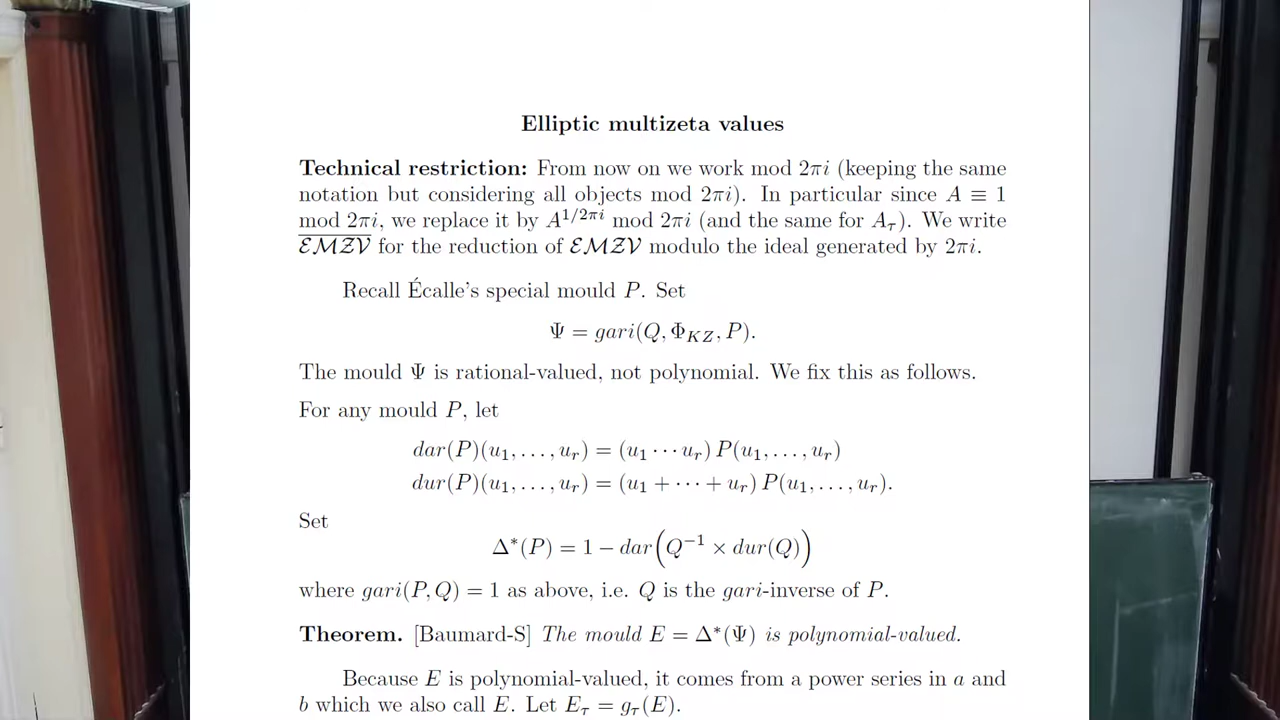 Elliptic multizeta values
Technical restriction: From now on we work mod 2πi (keeping the same
notation but considering all objects mod 2πi). In particular since A ≡ 1
mod 2πi, we replace it by A^{1/2πi} mod 2πi (and the same for A_τ). We write
\overline{ℰℳ𝒵𝒱} for the reduction of ℰℳ𝒵𝒱 modulo the ideal generated by 2πi.
Recall Écalle's special mould P. Set
Ψ = gari(Q, Φ_{KZ}, P).
The mould Ψ is rational-valued, not polynomial. We fix this as follows.
For any mould P, let
dar(P)(u_1, . . . , u_r) = (u_1 ⋯ u_r) P(u_1, . . . , u_r)
dur(P)(u_1, . . . , u_r) = (u_1 + ⋯ + u_r) P(u_1, . . . , u_r).
Set
Δ^*(P) = 1 − dar(Q^{−1} × dur(Q))
where gari(P, Q) = 1 as above, i.e. Q is the gari-inverse of P.
Theorem. [Baumard-S] The mould E = Δ^*(Ψ) is polynomial-valued.
Because E is polynomial-valued, it comes from a power series in a and
b which we also call E. Let E_τ = g_τ(E).